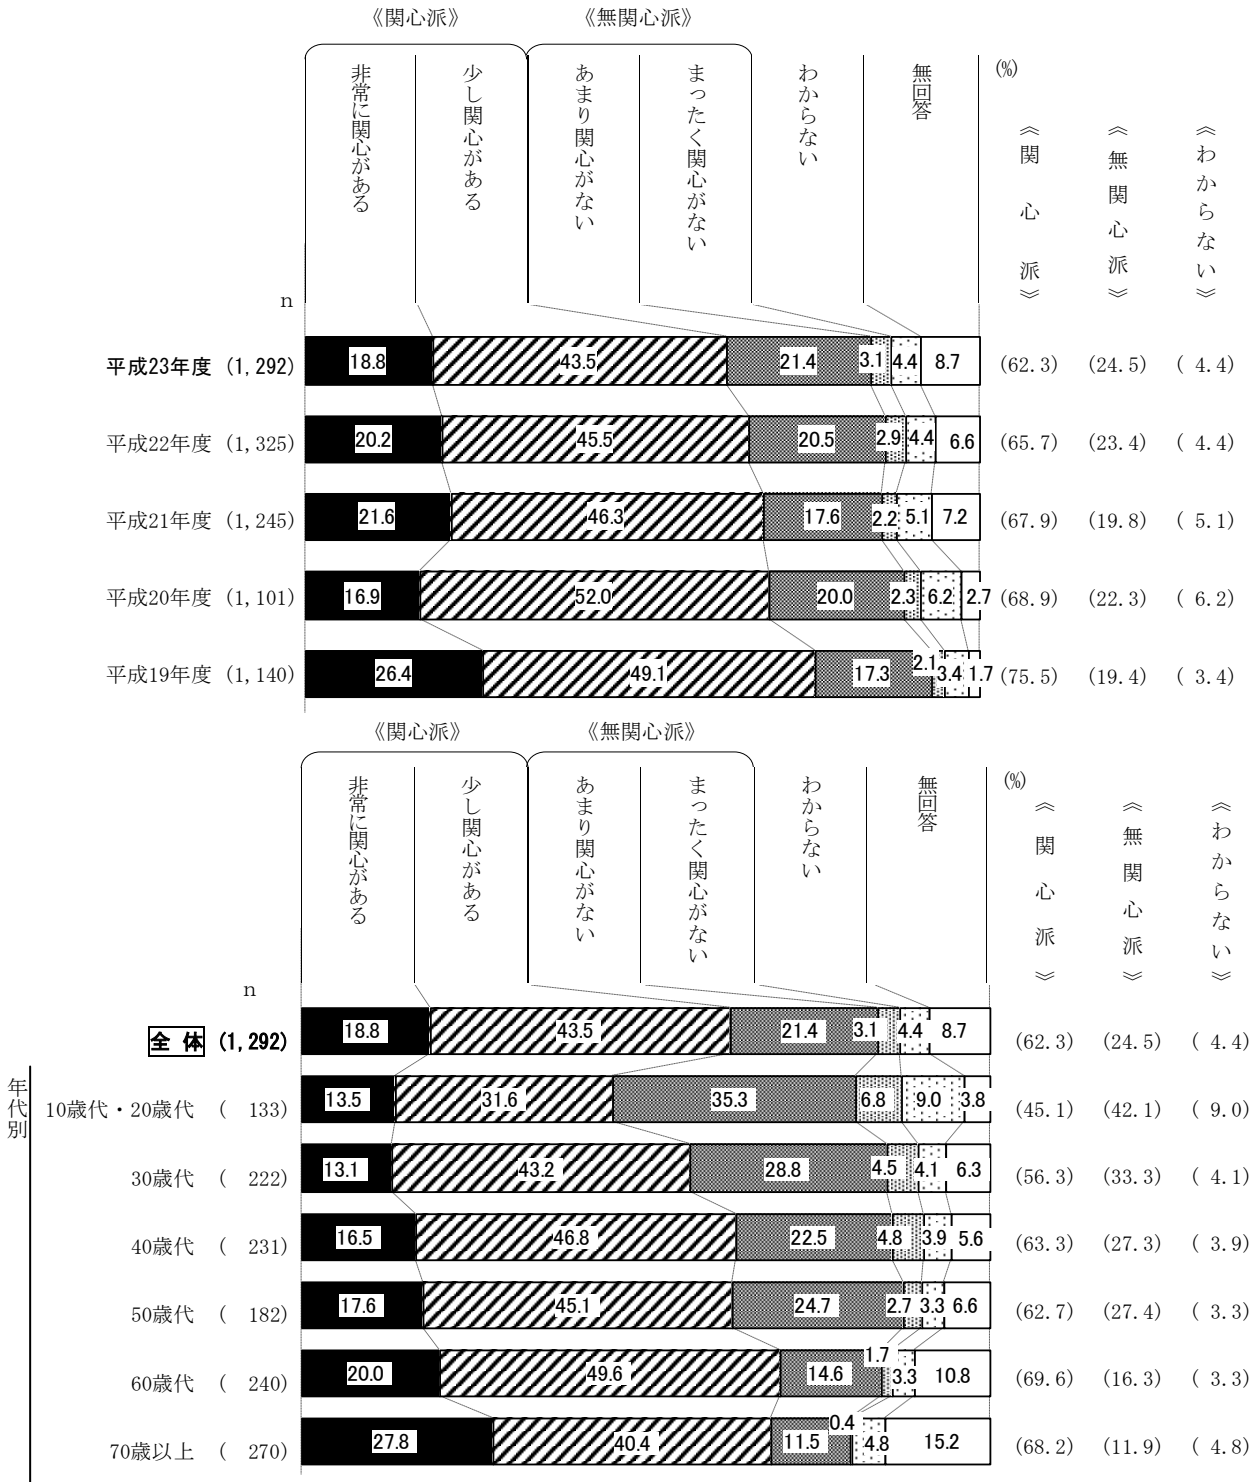 《関心派》 《無関心派》
非常に関心がある
少し関心がある
あまり関心がない
まったく関心がない
わからない
無回答
(%)
《関心派》
《無関心派》
《わからない》
n
平成23年度 (1,292) 18.8 43.5 21.4 3.1 4.4 8.7 (62.3) (24.5) ( 4.4)
平成22年度 (1,325) 20.2 45.5 20.5 2.9 4.4 6.6 (65.7) (23.4) ( 4.4)
平成21年度 (1,245) 21.6 46.3 17.6 2.2 5.1 7.2 (67.9) (19.8) ( 5.1)
平成20年度 (1,101) 16.9 52.0 20.0 2.3 6.2 2.7 (68.9) (22.3) ( 6.2)
平成19年度 (1,140) 26.4 49.1 17.3 2.1 3.4 1.7 (75.5) (19.4) ( 3.4)
《関心派》 《無関心派》
非常に関心がある
少し関心がある
あまり関心がない
まったく関心がない
わからない
無回答
(%)
《関心派》
《無関心派》
《わからない》
n
全体 (1,292) 18.8 43.5 21.4 3.1 4.4 8.7 (62.3) (24.5) ( 4.4)
年代別
10歳代・20歳代 ( 133) 13.5 31.6 35.3 6.8 9.0 3.8 (45.1) (42.1) ( 9.0)
30歳代 ( 222) 13.1 43.2 28.8 4.5 4.1 6.3 (56.3) (33.3) ( 4.1)
40歳代 ( 231) 16.5 46.8 22.5 4.8 3.9 5.6 (63.3) (27.3) ( 3.9)
50歳代 ( 182) 17.6 45.1 24.7 2.7 3.3 6.6 (62.7) (27.4) ( 3.3)
60歳代 ( 240) 20.0 49.6 14.6 1.7 3.3 10.8 (69.6) (16.3) ( 3.3)
70歳以上 ( 270) 27.8 40.4 11.5 0.4 4.8 15.2 (68.2) (11.9) ( 4.8)